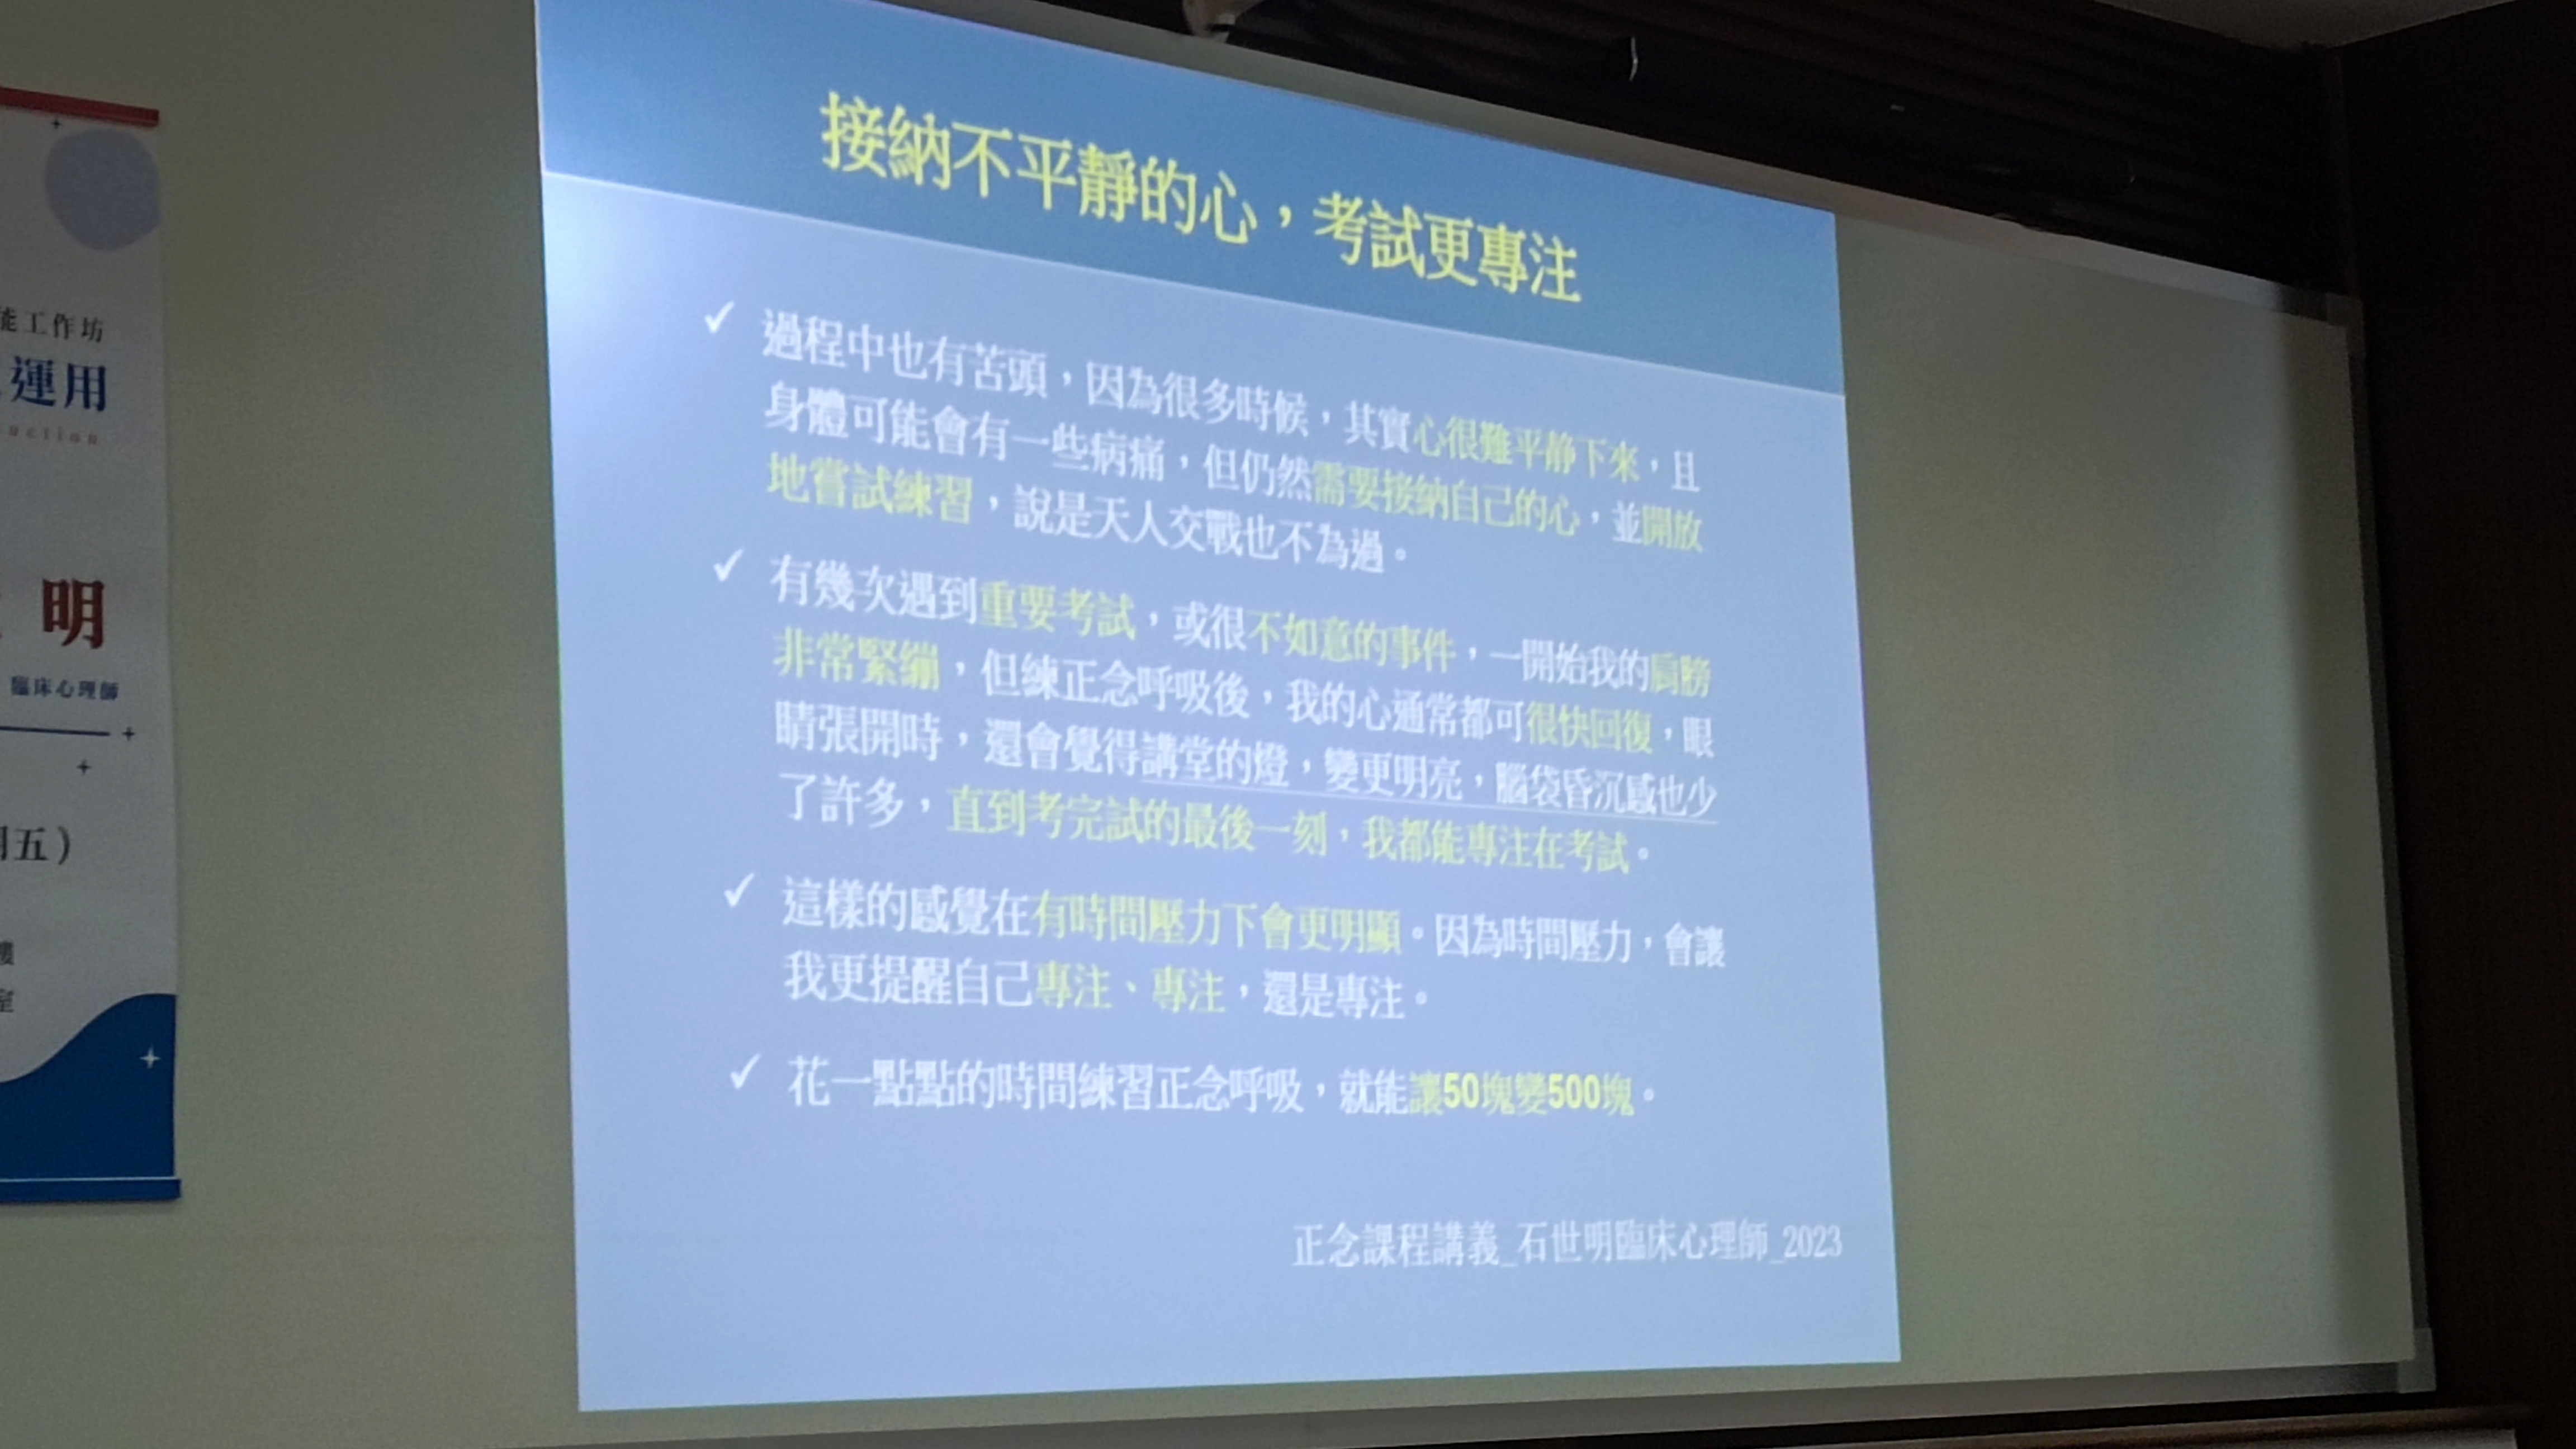 接納不平靜的心，考試更專注
✓ 過程中也有苦頭，因為很多時候，其實心很難平静下來，且
身體可能會有一些病痛，但仍然需要接納自己的心，並開放
地嘗試練習，說是天人交戰也不為過。
✓ 有幾次遇到重要考試，或很不如意的事件，一開始我的肩膀
非常緊繃，但練正念呼吸後，我的心通常都可很快回復，眼
睛張開時，還會覺得講堂的燈，變更明亮，腦袋昏沉感也少
了許多，直到考完試的最後一刻，我都能專注在考試。
✓ 這樣的感覺在有時間壓力下會更明顯。因為時間壓力，會讓
我更提醒自己專注、專注，還是專注。
✓ 花一點點的時間練習正念呼吸，就能讓50塊變500塊。
正念課程講義_石世明臨床心理師_2023
能工作坊
運用
uction
明
臨床心理師
五）
樓
室